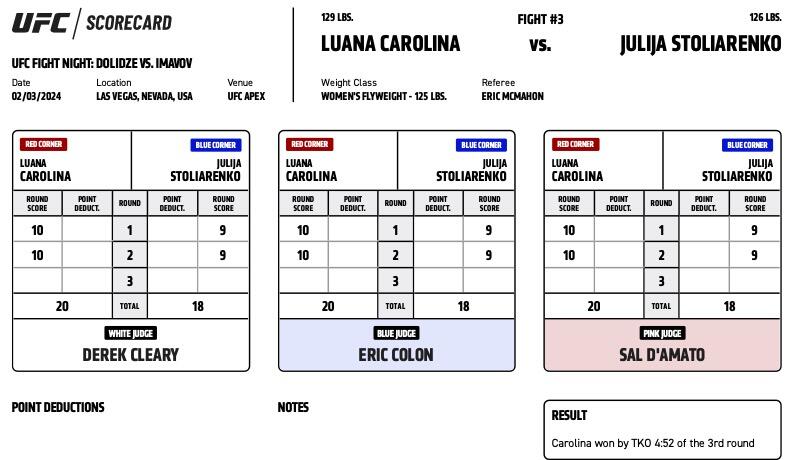 UFC SCORECARD
UFC FIGHT NIGHT: DOLIDZE VS. IMAVOV
Date Location Venue
02/03/2024 LAS VEGAS, NEVADA, USA UFC APEX
129 LBS. FIGHT #3 126 LBS.
LUANA CAROLINA vs. JULIJA STOLIARENKO
Weight Class Referee
WOMEN'S FLYWEIGHT - 125 LBS. ERIC MCMAHON
RED CORNER BLUE CORNER
LUANA JULIJA
CAROLINA STOLIARENKO
ROUND POINT ROUND POINT ROUND
SCORE DEDUCT. DEDUCT. SCORE
10 1 9
10 2 9
3
20 TOTAL 18
WHITE JUDGE
DEREK CLEARY
RED CORNER BLUE CORNER
LUANA JULIJA
CAROLINA STOLIARENKO
ROUND POINT ROUND POINT ROUND
SCORE DEDUCT. DEDUCT. SCORE
10 1 9
10 2 9
3
20 TOTAL 18
BLUE JUDGE
ERIC COLON
RED CORNER BLUE CORNER
LUANA JULIJA
CAROLINA STOLIARENKO
ROUND POINT ROUND POINT ROUND
SCORE DEDUCT. DEDUCT. SCORE
10 1 9
10 2 9
3
20 TOTAL 18
PINK JUDGE
SAL D'AMATO
POINT DEDUCTIONS
NOTES
RESULT
Carolina won by TKO 4:52 of the 3rd round